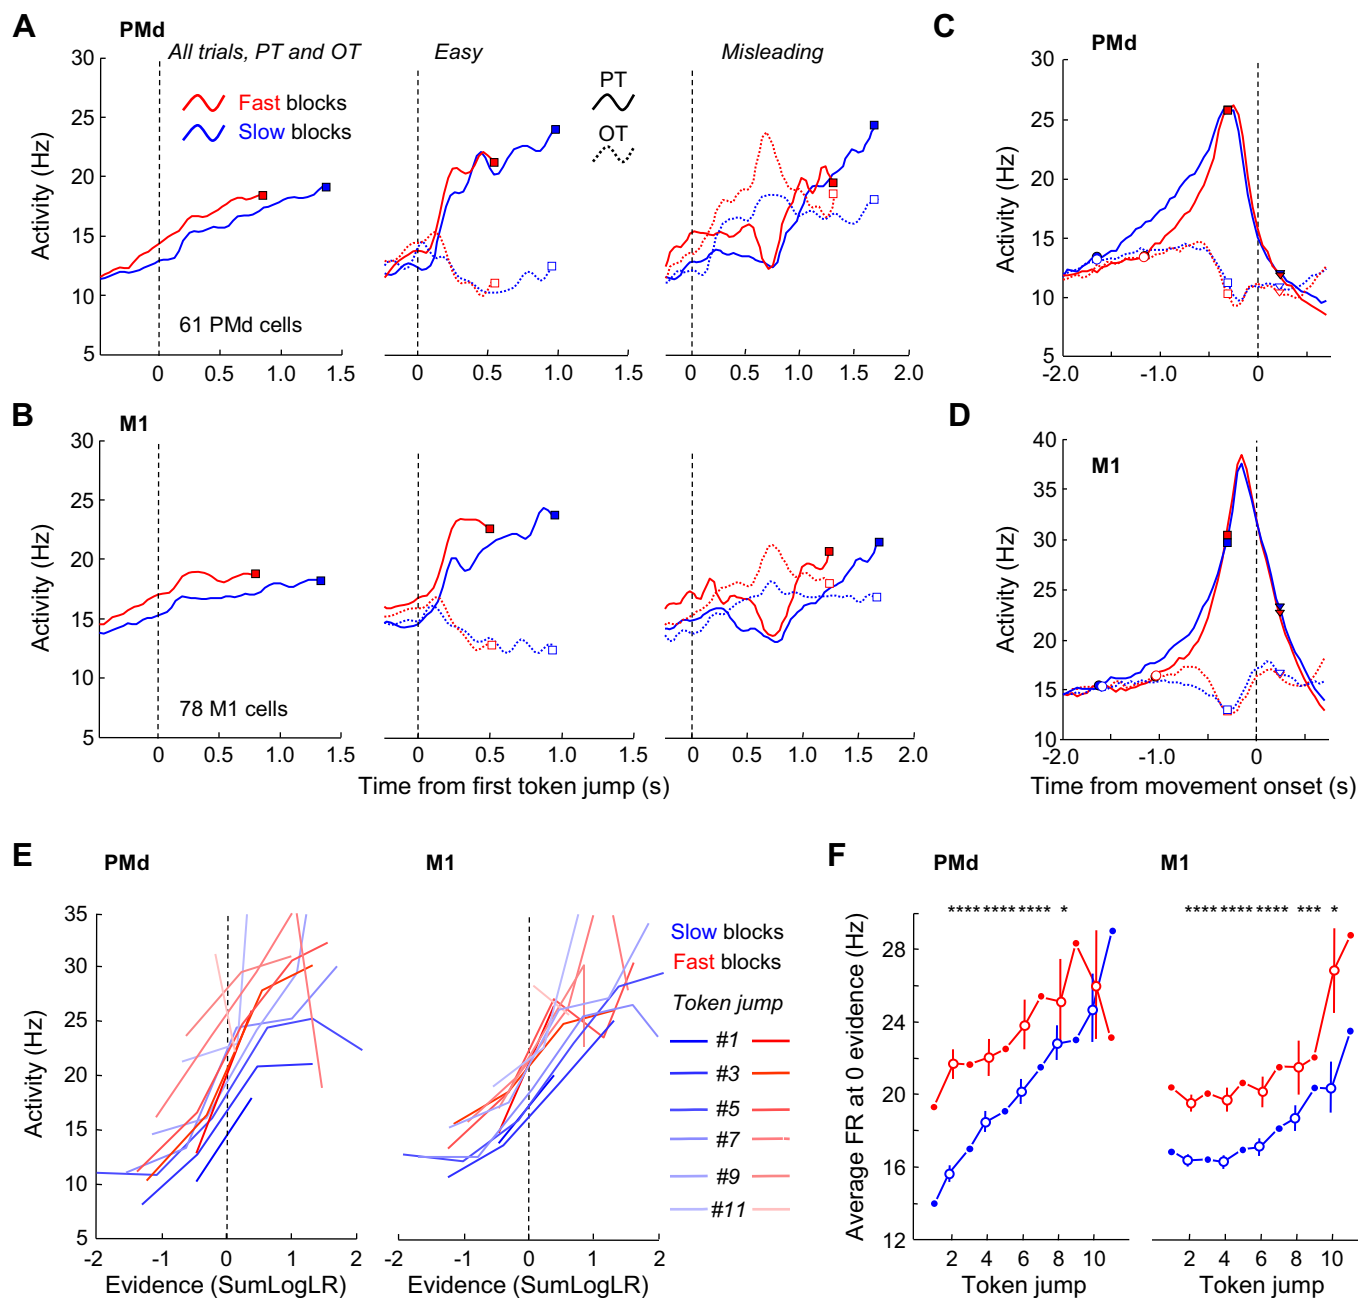 A
PMd
All trials, PT and OT
Easy
Misleading
Fast blocks
Slow blocks
PT
OT
Activity (Hz)
30
25
20
15
10
5
61 PMd cells
0 0.5 1.0 1.5
0 0.5 1.0 1.5
0 0.5 1.0 1.5 2.0
C
PMd
Activity (Hz)
30
25
20
15
10
5
-2.0 -1.0 0
B
M1
Activity (Hz)
30
25
20
15
10
5
78 M1 cells
0 0.5 1.0 1.5
0 0.5 1.0 1.5
0 0.5 1.0 1.5 2.0
Time from first token jump (s)
D
M1
Activity (Hz)
40
35
30
25
20
15
10
-2.0 -1.0 0
Time from movement onset (s)
E
PMd
M1
Activity (Hz)
35
30
25
20
15
10
5
-2 -1 0 1 2
-2 -1 0 1 2
Evidence (SumLogLR)
Evidence (SumLogLR)
Slow blocks
Fast blocks
Token jump
#1
#3
#5
#7
#9
#11
F
PMd
M1
**** **** **** *
**** **** **** *** *
Average FR at 0 evidence (Hz)
28
24
20
16
12
2 4 6 8 10
2 4 6 8 10
Token jump
Token jump